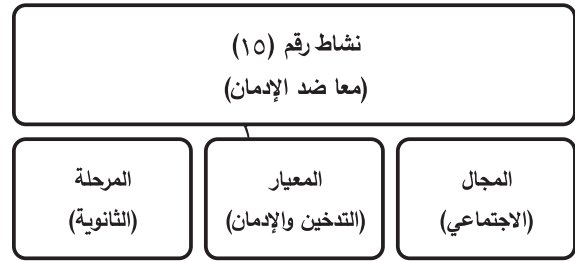 نشاط رقم (١٥)
(معا ضد الإدمان)
المجال
(الاجتماعي)
المعيار
(التدخين والإدمان)
المرحلة
(الثانوية)